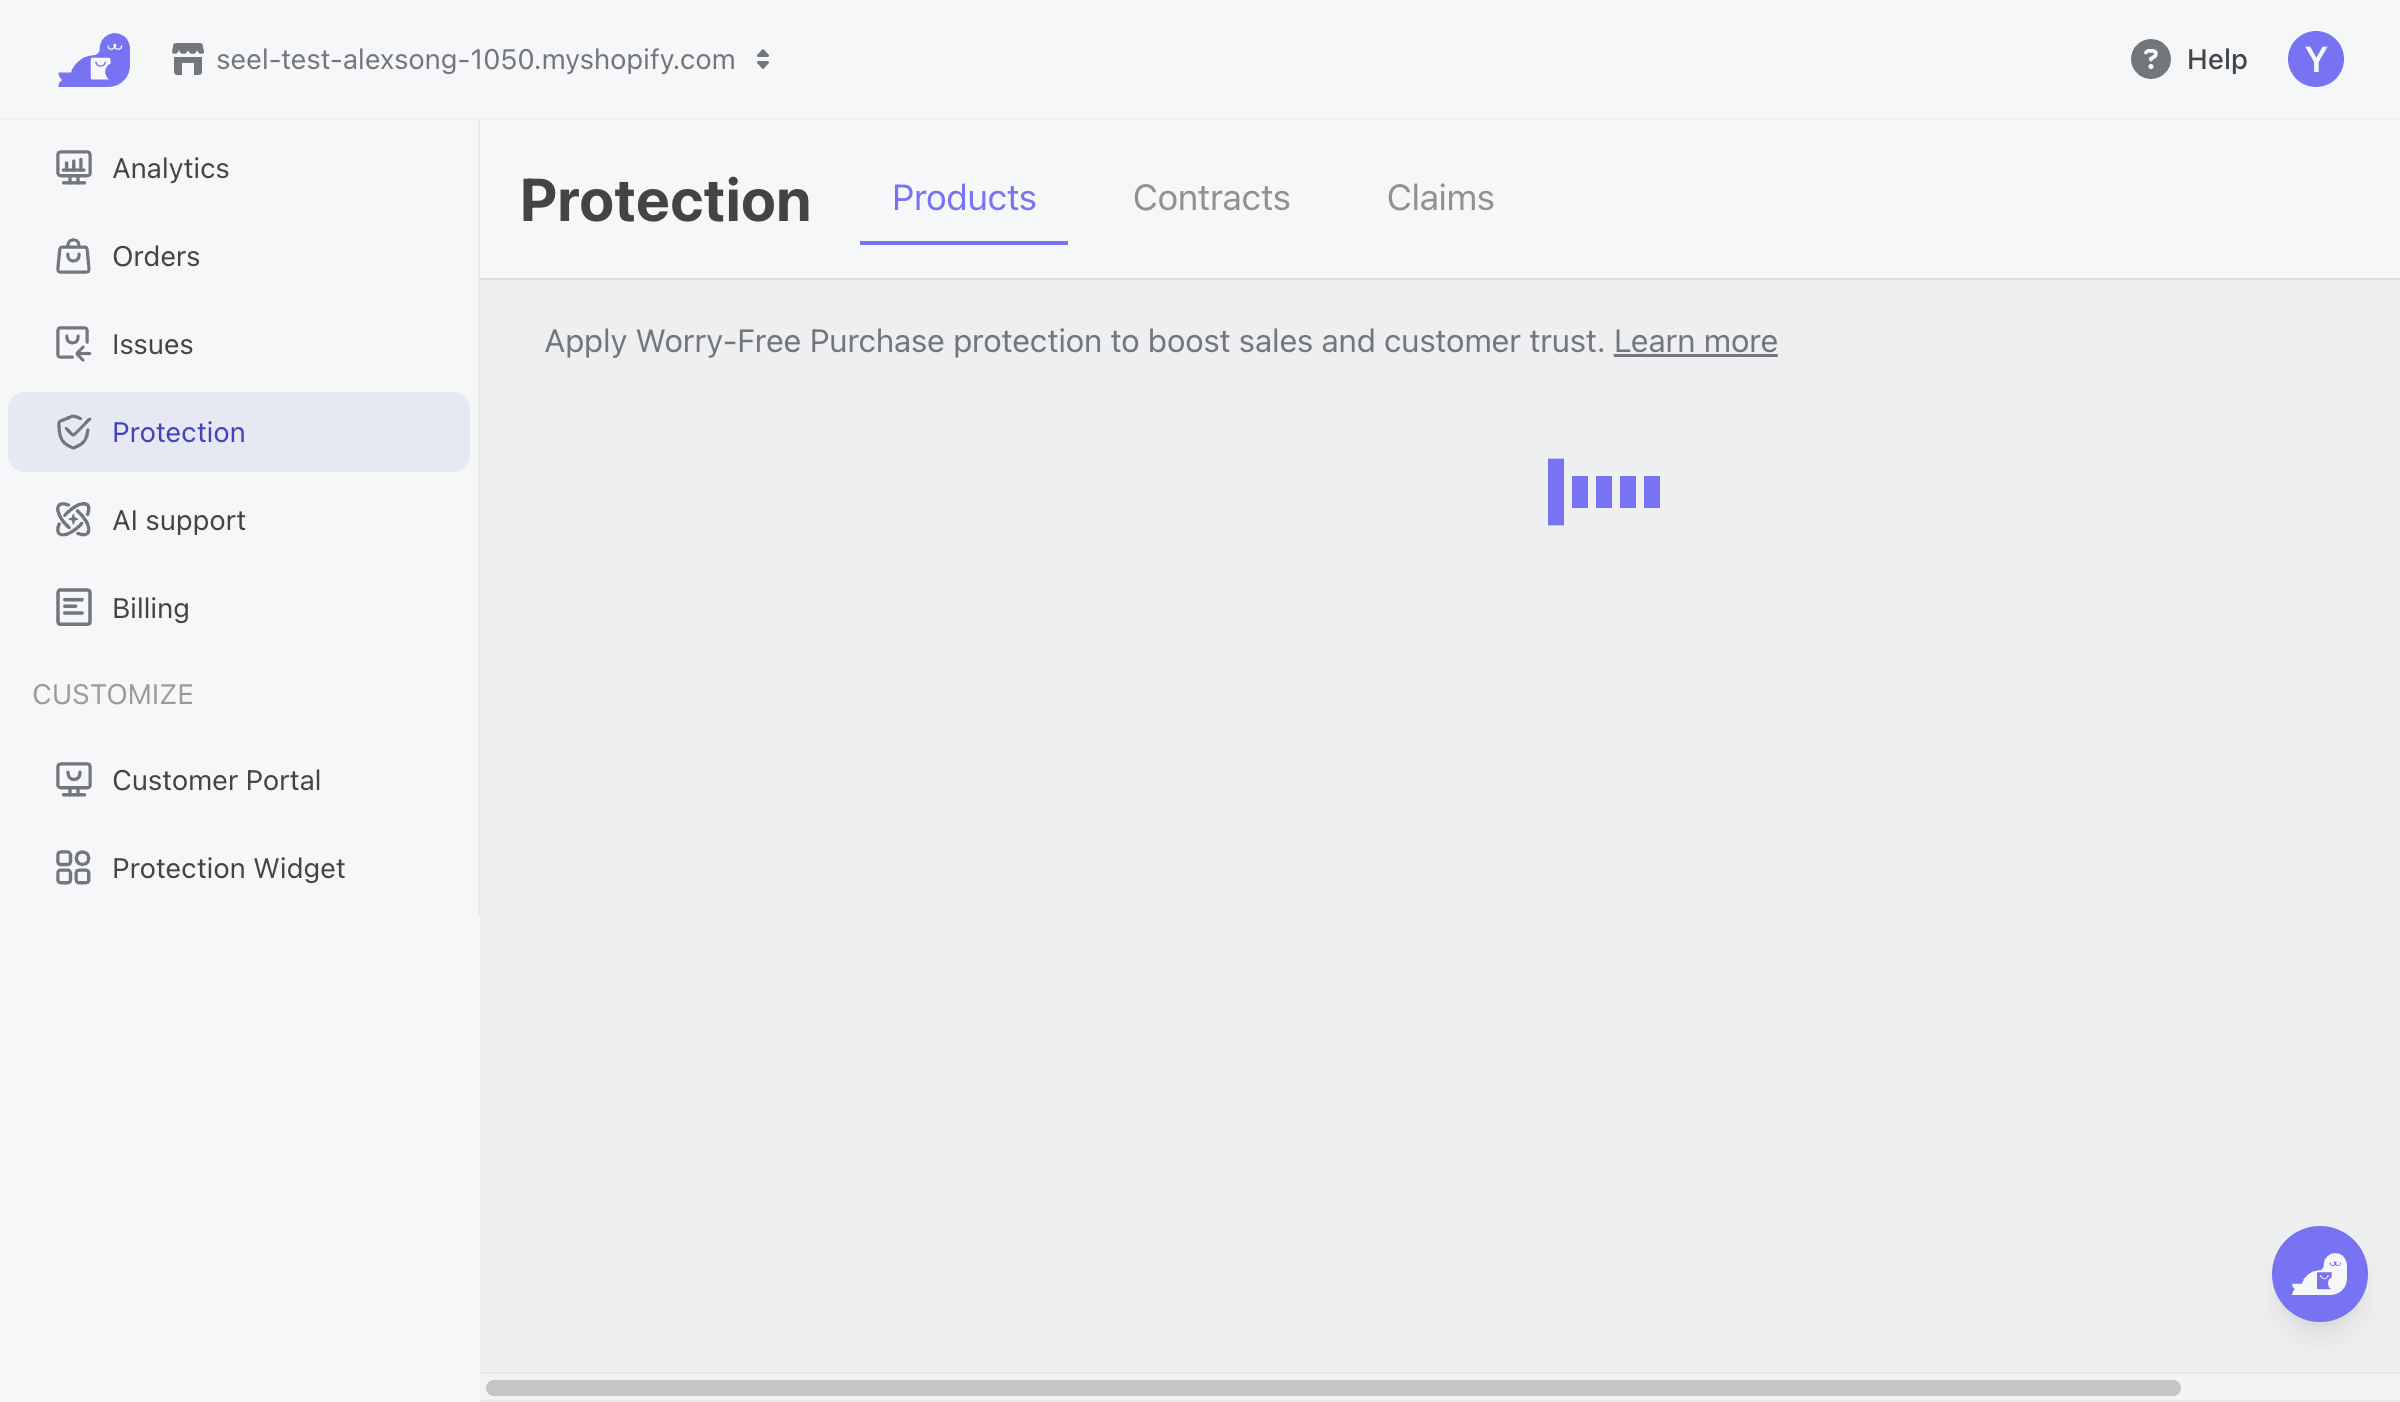 seel-test-alexsong-1050.myshopify.com
? Help
Y
Analytics
Orders
Issues
Protection
AI support
Billing
CUSTOMIZE
Customer Portal
Protection Widget
Protection
Products
Contracts
Claims
Apply Worry-Free Purchase protection to boost sales and customer trust. Learn more